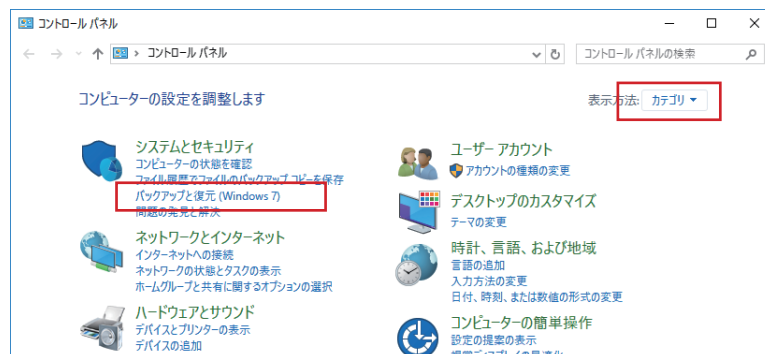 コントロール パネル
コントロール パネル
コントロール パネルの検索
コンピューターの設定を調整します
表示方法: カテゴリ
システムとセキュリティ
コンピューターの状態を確認
ファイル履歴でファイルのバックアップ コピーを保存
バックアップと復元 (Windows 7)
問題の発見と解決
ネットワークとインターネット
インターネットへの接続
ネットワークの状態とタスクの表示
ホームグループと共有に関するオプションの選択
ハードウェアとサウンド
デバイスとプリンターの表示
デバイスの追加
ユーザー アカウント
アカウントの種類の変更
デスクトップのカスタマイズ
テーマの変更
時計、言語、および地域
言語の追加
入力方法の変更
日付、時刻、または数値の形式の変更
コンピューターの簡単操作
設定の提案の表示
視覚ディスプレイの最適化